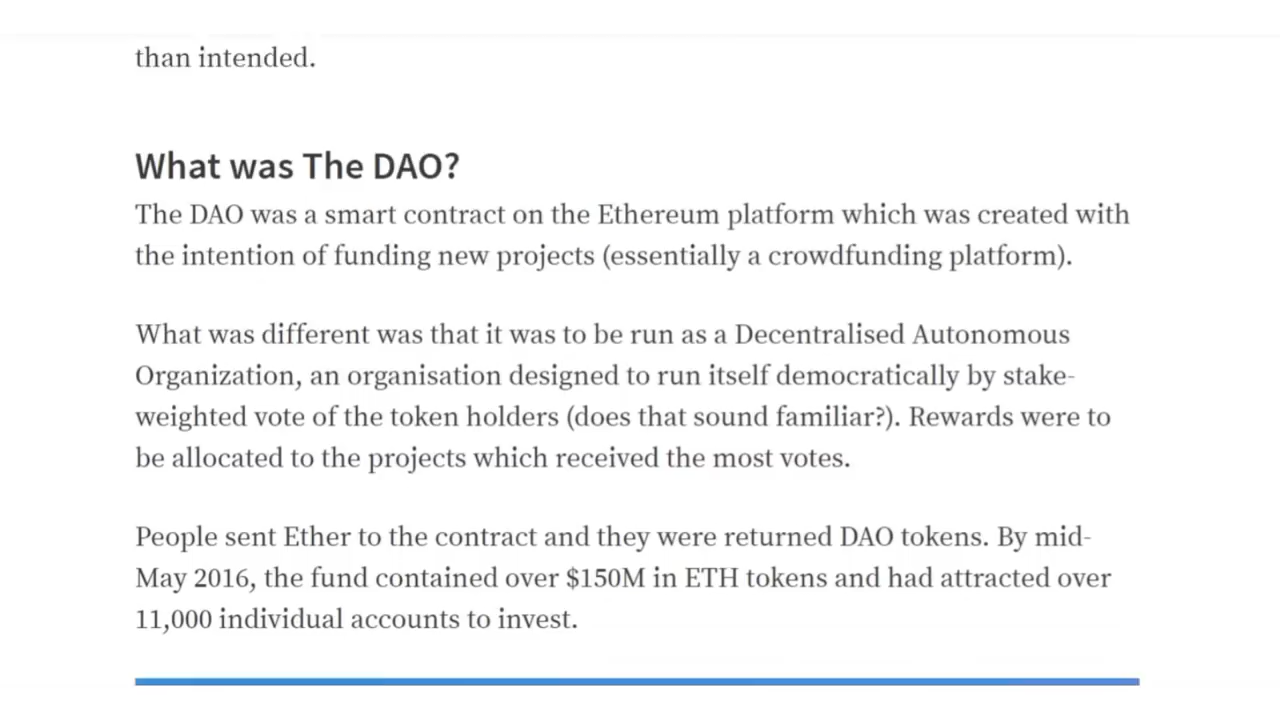 than intended.
What was The DAO?
The DAO was a smart contract on the Ethereum platform which was created with
the intention of funding new projects (essentially a crowdfunding platform).
What was different was that it was to be run as a Decentralised Autonomous
Organization, an organisation designed to run itself democratically by stake-
weighted vote of the token holders (does that sound familiar?). Rewards were to
be allocated to the projects which received the most votes.
People sent Ether to the contract and they were returned DAO tokens. By mid-
May 2016, the fund contained over $150M in ETH tokens and had attracted over
11,000 individual accounts to invest.